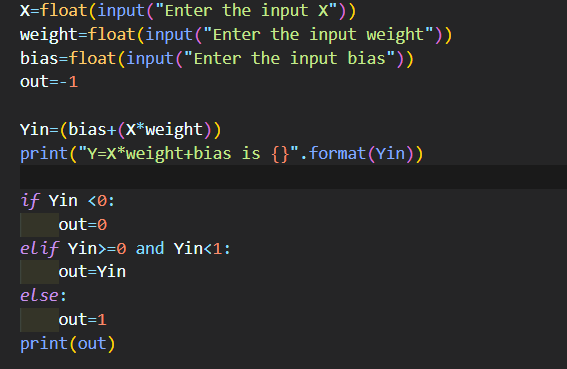 X=float(input("Enter the input X"))
weight=float(input("Enter the input weight"))
bias=float(input("Enter the input bias"))
out=-1

Yin=(bias+(X*weight))
print("Y=X*weight+bias is {}".format(Yin))

if Yin <0:
    out=0
elif Yin>=0 and Yin<1:
    out=Yin
else:
    out=1
print(out)